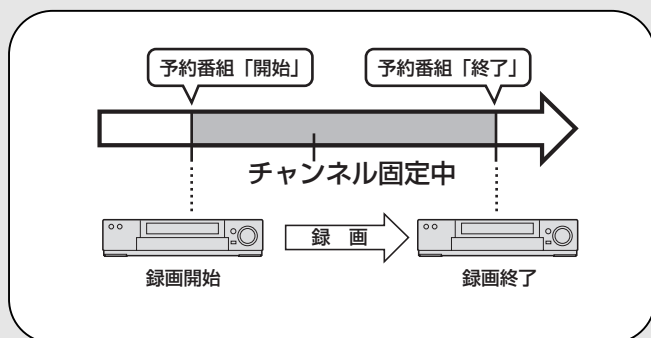 予約番組「開始」
予約番組「終了」
チャンネル固定中
録　画
録画開始
録画終了